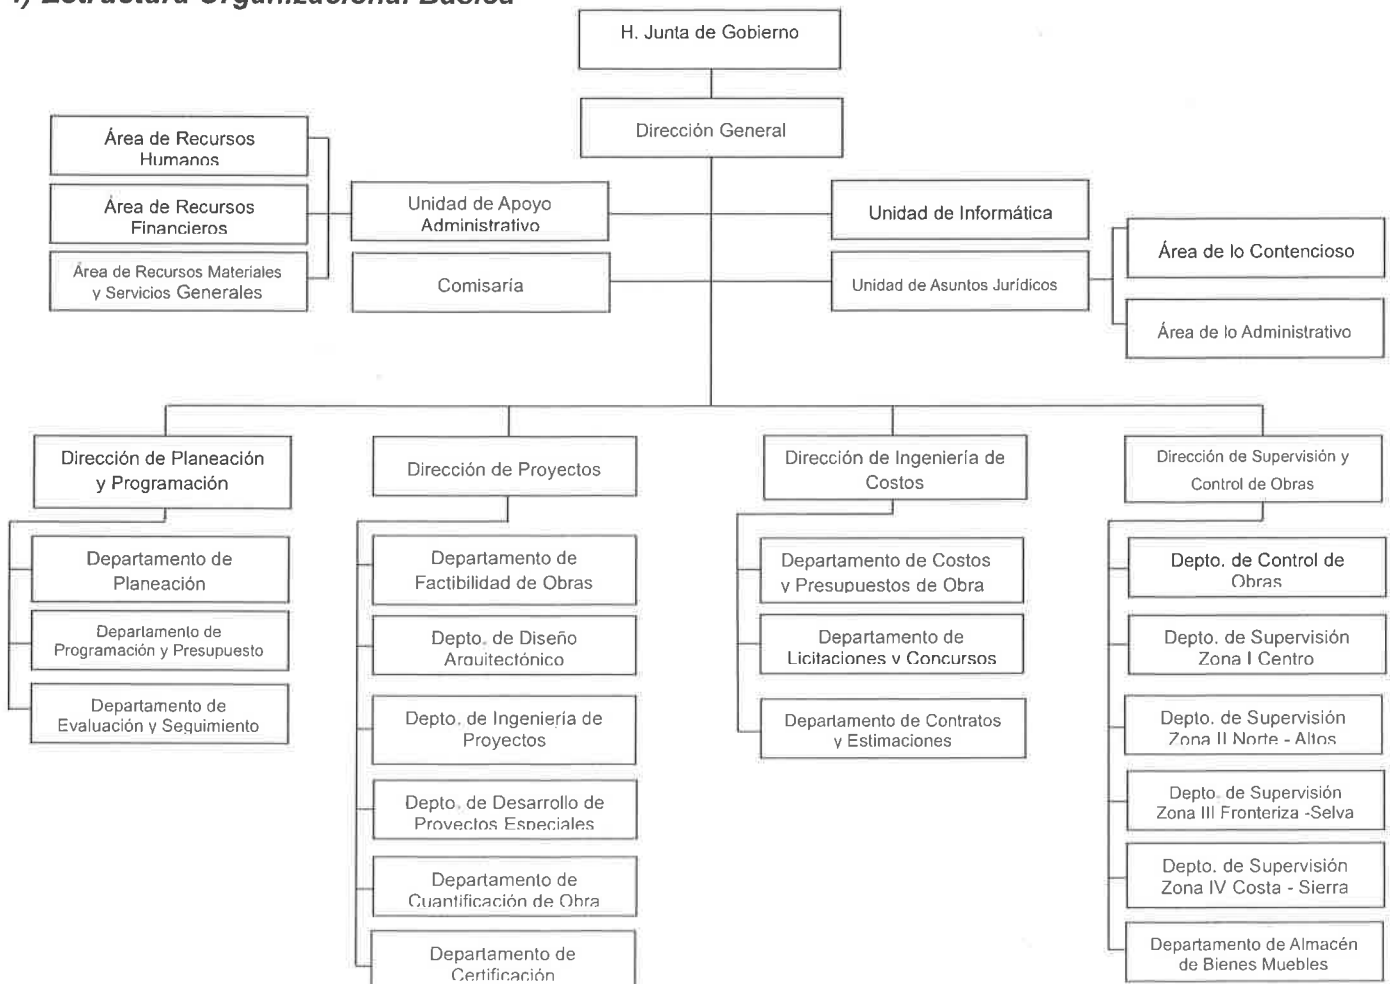 Estructura Organizacional Básica
H. Junta de Gobierno
Dirección General
Área de Recursos
Humanos
Área de Recursos
Financieros
Área de Recursos Materiales
y Servicios Generales
Unidad de Apoyo
Administrativo
Comisaría
Unidad de Informática
Unidad de Asuntos Jurídicos
Área de lo Contencioso
Área de lo Administrativo
Dirección de Planeación
y Programación
Departamento de
Planeación
Departamento de
Programación y Presupuesto
Departamento de
Evaluación y Seguimiento
Dirección de Proyectos
Departamento de
Factibilidad de Obras
Depto. de Diseño
Arquitectónico
Depto. de Ingeniería de
Proyectos
Depto. de Desarrollo de
Proyectos Especiales
Departamento de
Cuantificación de Obra
Departamento de
Certificación
Dirección de Ingeniería de
Costos
Departamento de Costos
y Presupuestos de Obra
Departamento de
Licitaciones y Concursos
Departamento de Contratos
y Estimaciones
Dirección de Supervisión y
Control de Obras
Depto. de Control de
Obras
Depto. de Supervisión
Zona I Centro
Depto. de Supervisión
Zona II Norte - Altos
Depto. de Supervisión
Zona III Fronteriza -Selva
Depto. de Supervisión
Zona IV Costa - Sierra
Departamento de Almacén
de Bienes Muebles